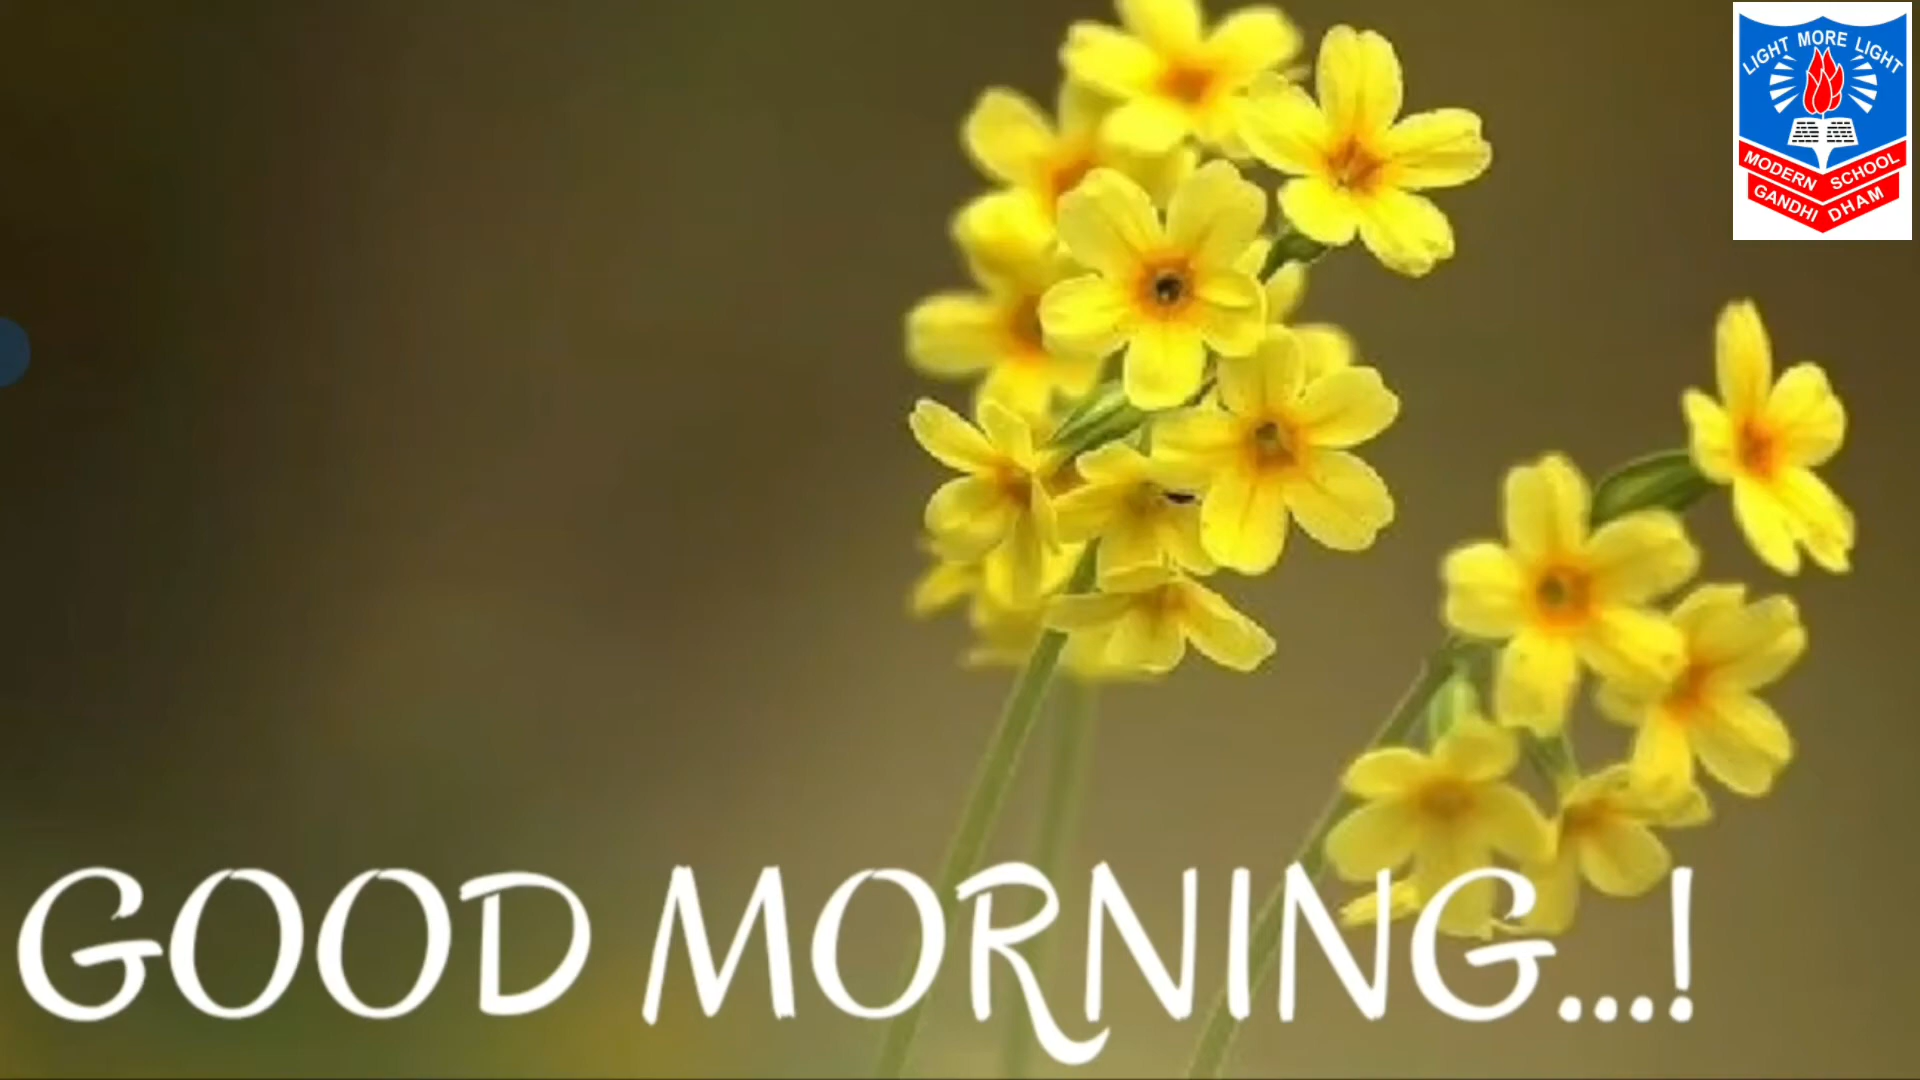 LIGHT MORE LIGHT
MODERN SCHOOL
GANDHI DHAM
GOOD MORNING...!